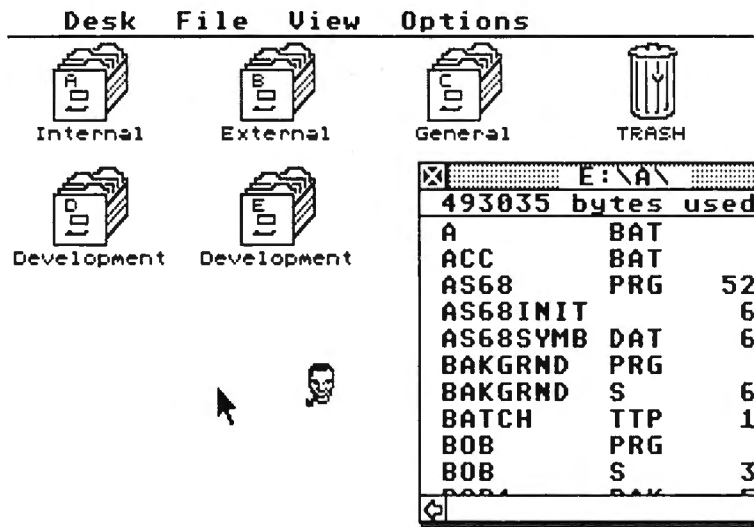 Desk File View Options
A B C
Internal External General TRASH
D E
Development Development
E:\A\
493035 bytes used
A BAT
ACC BAT
AS68 PRG 52
AS68INIT 6
AS68SYMB DAT 6
BAKGRND PRG
BAKGRND S 6
BATCH TTP 1
BOB PRG
BOB S 3